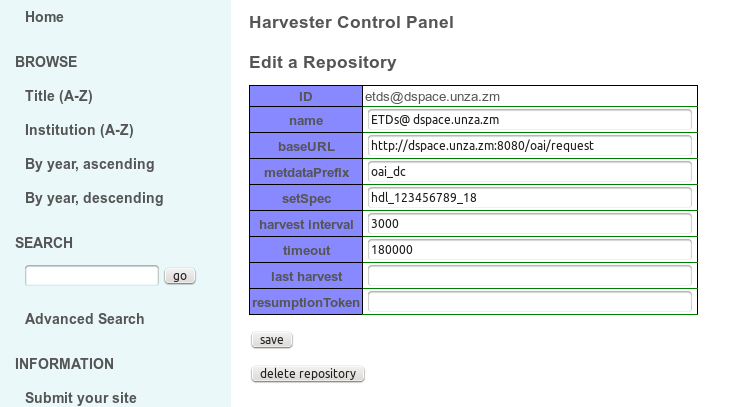 Home
BROWSE
Title (A-Z)
Institution (A-Z)
By year, ascending
By year, descending
SEARCH
go
Advanced Search
INFORMATION
Submit your site
Harvester Control Panel
Edit a Repository
ID etds@dspace.unza.zm
name ETDs@ dspace.unza.zm
baseURL http://dspace.unza.zm:8080/oai/request
metdataPrefix oai_dc
setSpec hdl_123456789_18
harvest interval 3000
timeout 180000
last harvest
resumptionToken
save
delete repository